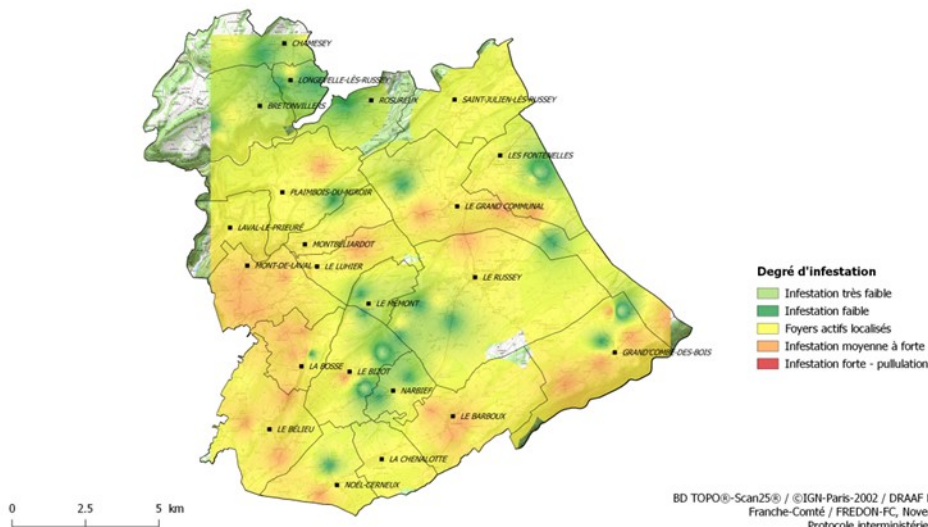 CHAMESEY
LONGEVELLE-LÈS-RUSSEY
BRETONVILLERS
ROSUREUX
SAINT-JULIEN-LÈS-RUSSEY
LES FONTENELLES
PLAIMBOIS-DU-MIROIR
LE GRAND COMMUNAL
LAVAL-LE-PRIEURÉ
MONTBÉLIARDOT
MONT-DE-LAVAL
LE LUHIER
LE RUSSEY
LE MÉMONT
Degré d'infestation
Infestation très faible
Infestation faible
Foyers actifs localisés
Infestation moyenne à forte
Infestation forte - pullulation
GRAND'COMBE-DES-BOIS
LA BOSSE
LE BIZOT
NARBIEF
LE BARBOUX
LE BÉLIEU
LA CHENALOTTE
NOËL-CERNEUX
0 2.5 5 km
BD TOPO®-Scan25® / ©IGN-Paris-2002 / DRAAF
Franche-Comté / FREDON-FC, Nove
Protocole interministérie